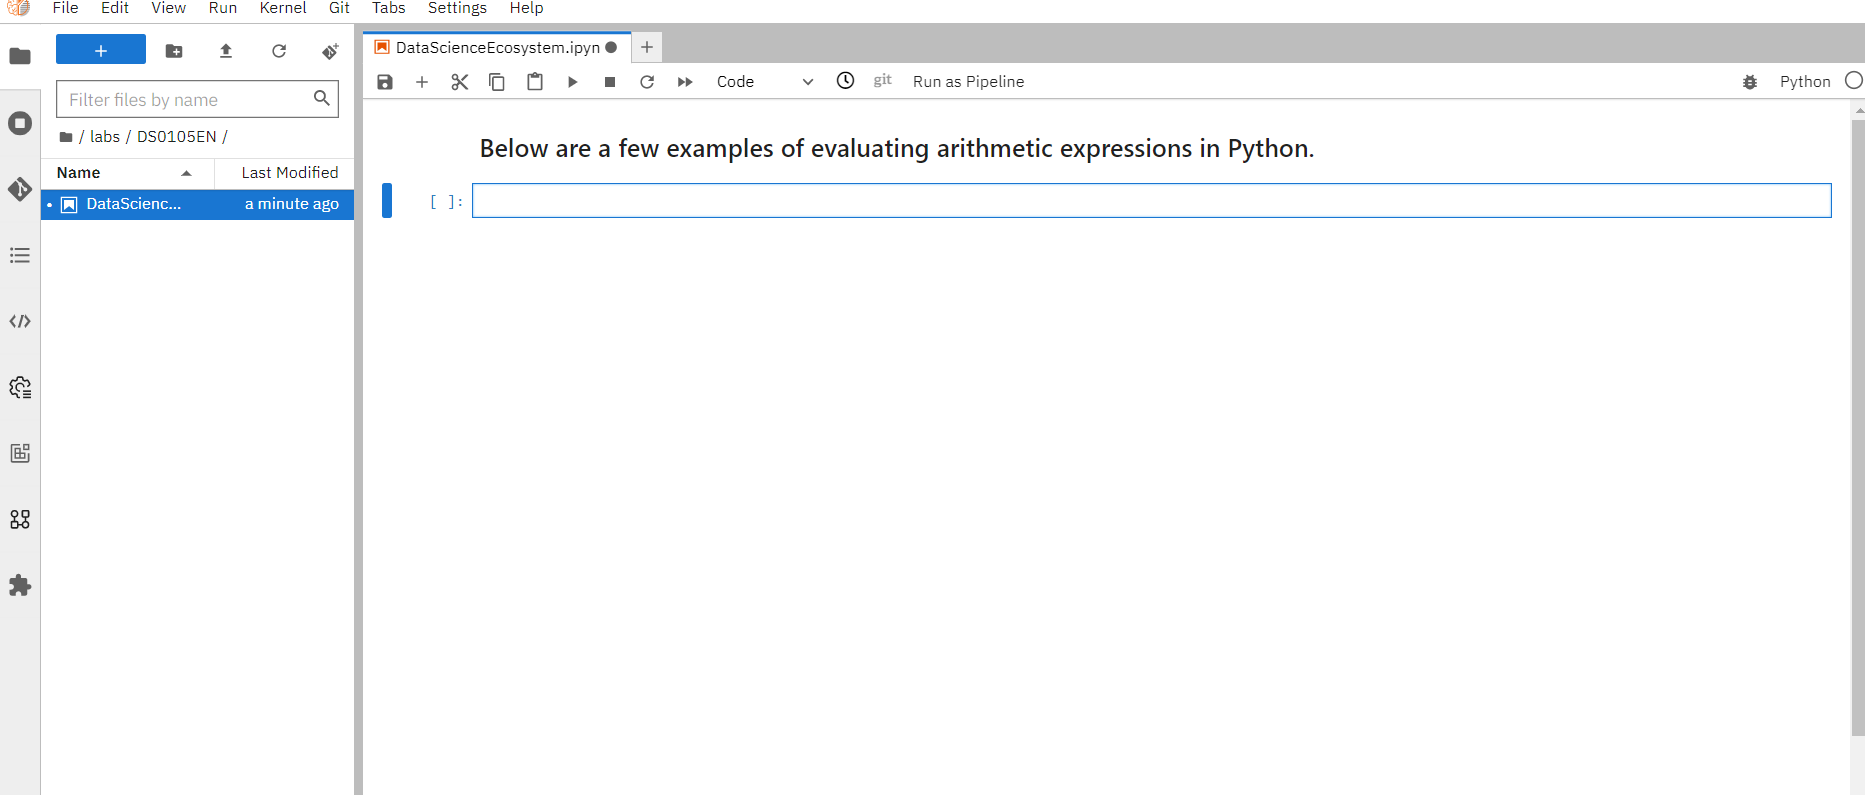 File Edit View Run Kernel Git Tabs Settings Help
DataScienceEcosystem.ipyn
Filter files by name
/ labs / DS0105EN /
Name Last Modified
DataScienc... a minute ago
Code git Run as Pipeline Python
Below are a few examples of evaluating arithmetic expressions in Python.
[ ]: